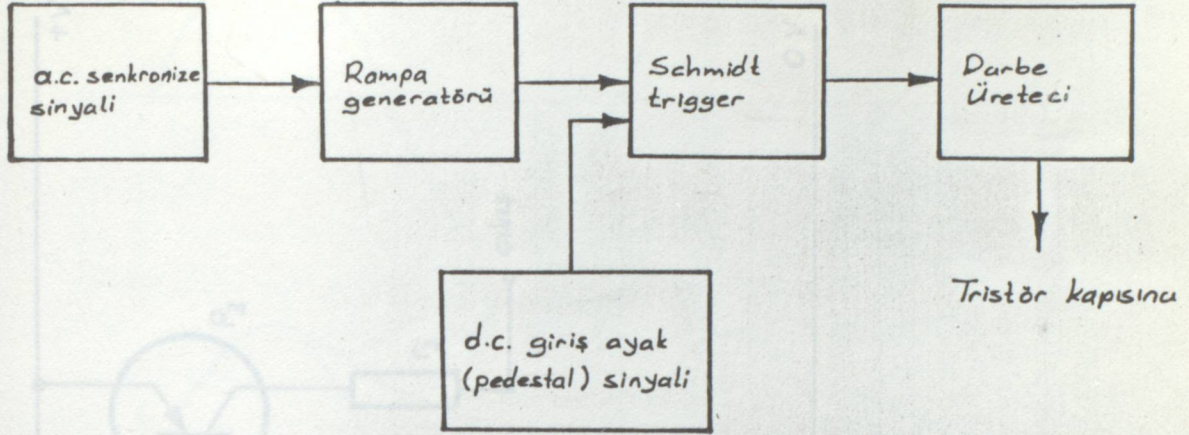 a.c. senkronize
sinyali
Rampa
generatörü
Schmidt
trigger
Darbe
Üreteci
d.c. giriş ayak
(pedestal) sinyali
Tristör kapısına